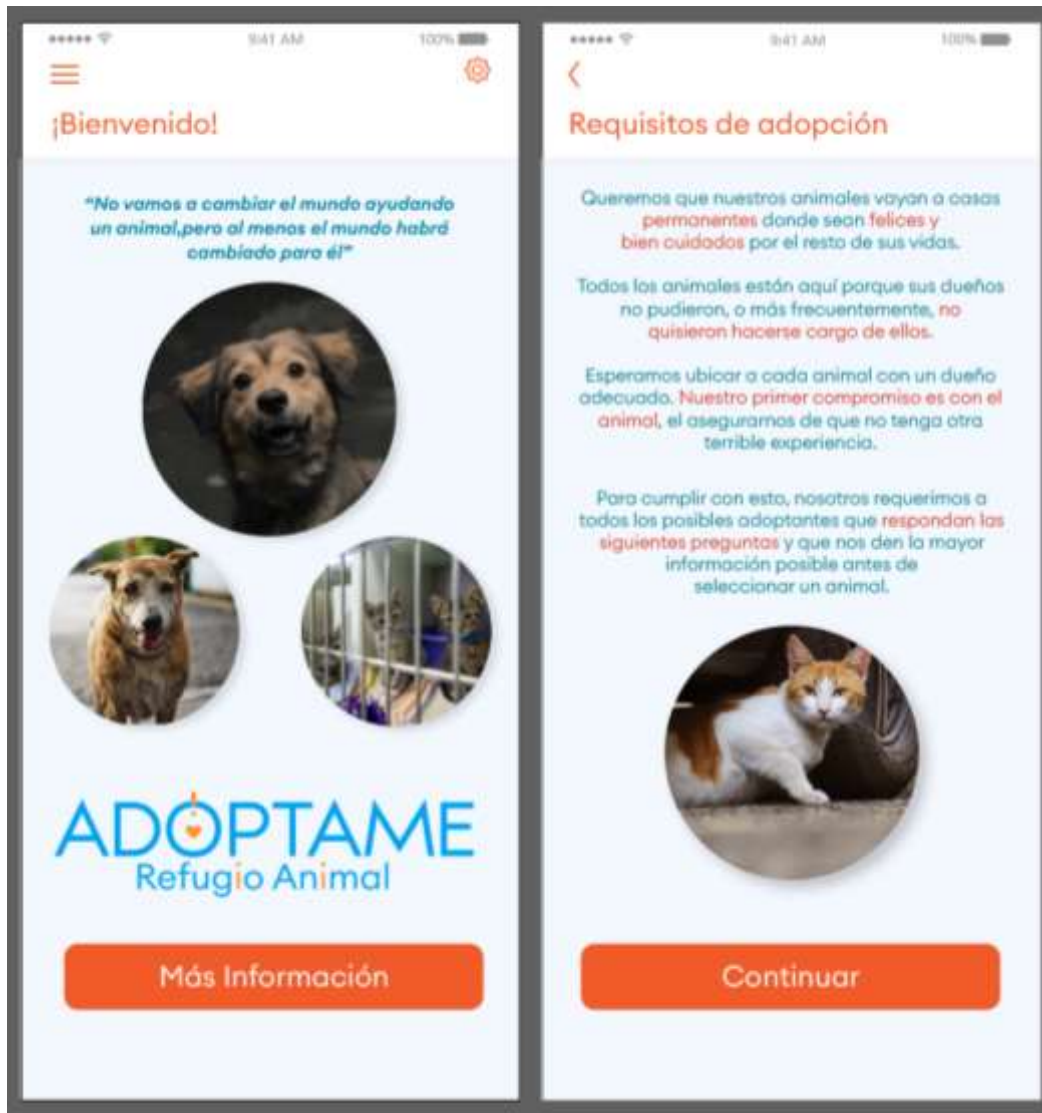 9:41 AM
100%
¡Bienvenido!
“No vamos a cambiar el mundo ayudando
un animal,pero al menos el mundo habrá
cambiado para él”
ADOPTAME
Refugio Animal
Más Información
9:41 AM
100%
Requisitos de adopción
Queremos que nuestros animales vayan a casas
permanentes donde sean felices y
bien cuidados por el resto de sus vidas.
Todos los animales están aquí porque sus dueños
no pudieron, o más frecuentemente, no
quisieron hacerse cargo de ellos.
Esperamos ubicar a cada animal con un dueño
adecuado. Nuestro primer compromiso es con el
animal, el asegurarnos de que no tenga otra
terrible experiencia.
Para cumplir con esto, nosotros requerimos a
todos los posibles adoptantes que respondan las
siguientes preguntas y que nos den la mayor
información posible antes de
seleccionar un animal.
Continuar